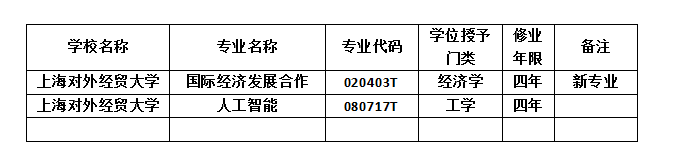 学校名称 专业名称 专业代码 学位授予门类 修业年限 备注
上海对外经贸大学 国际经济发展合作 020403T 经济学 四年 新专业
上海对外经贸大学 人工智能 080717T 工学 四年